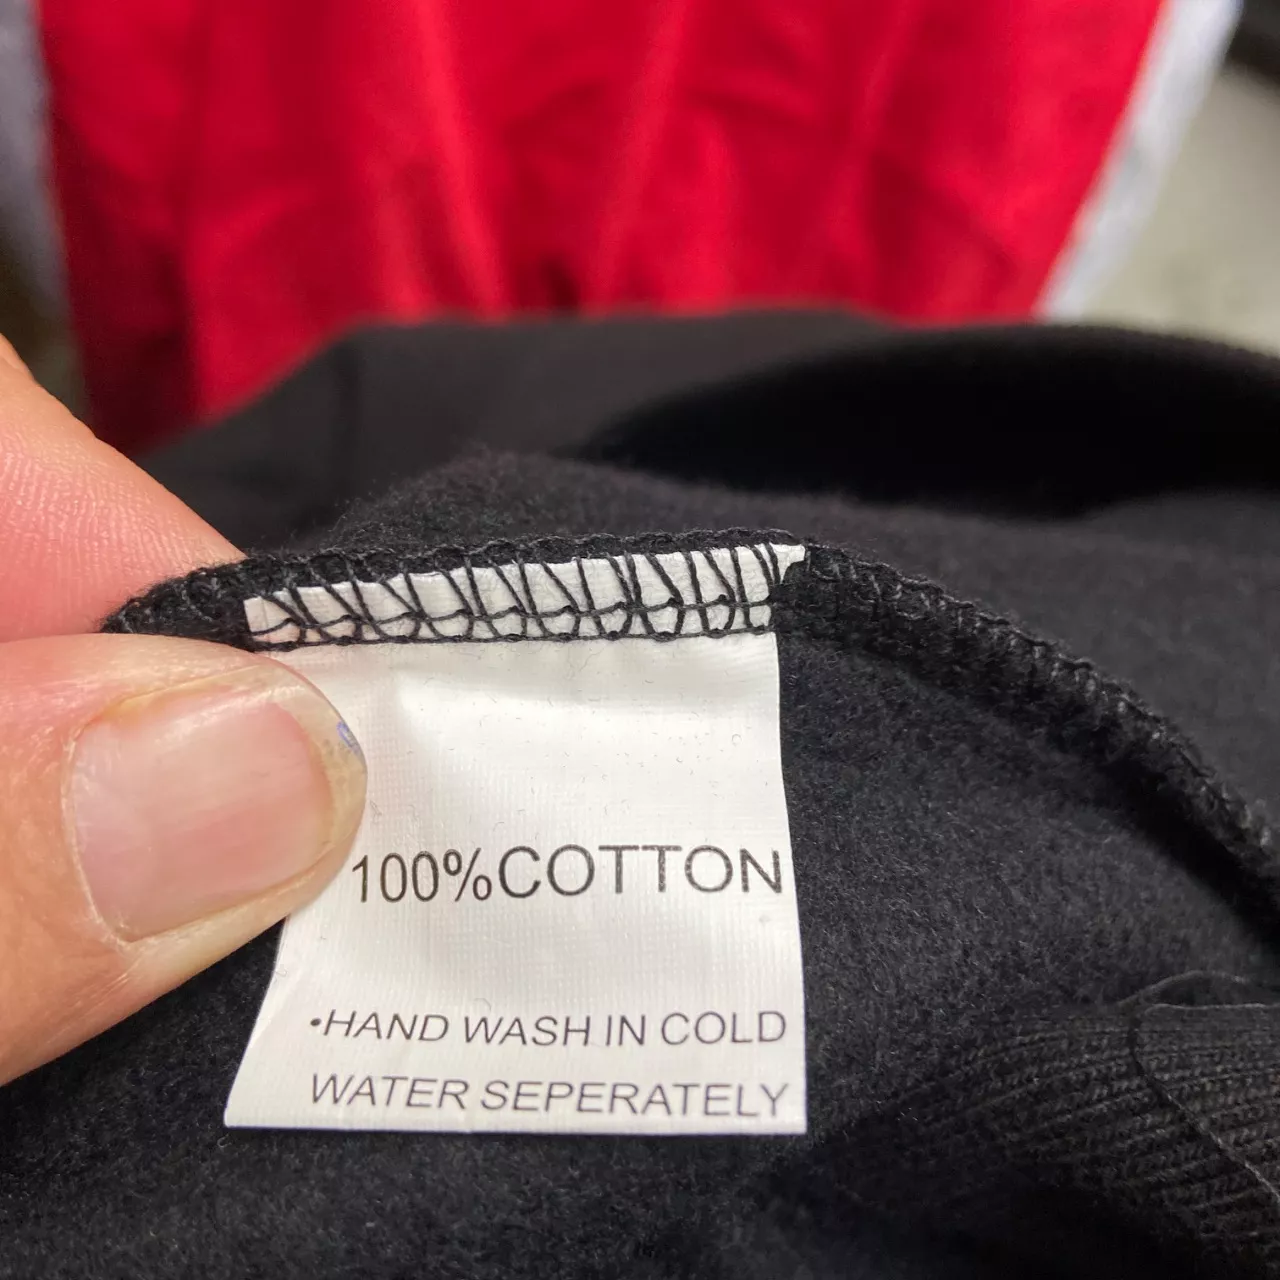 100%COTTON
•HAND WASH IN COLD
WATER SEPERATELY